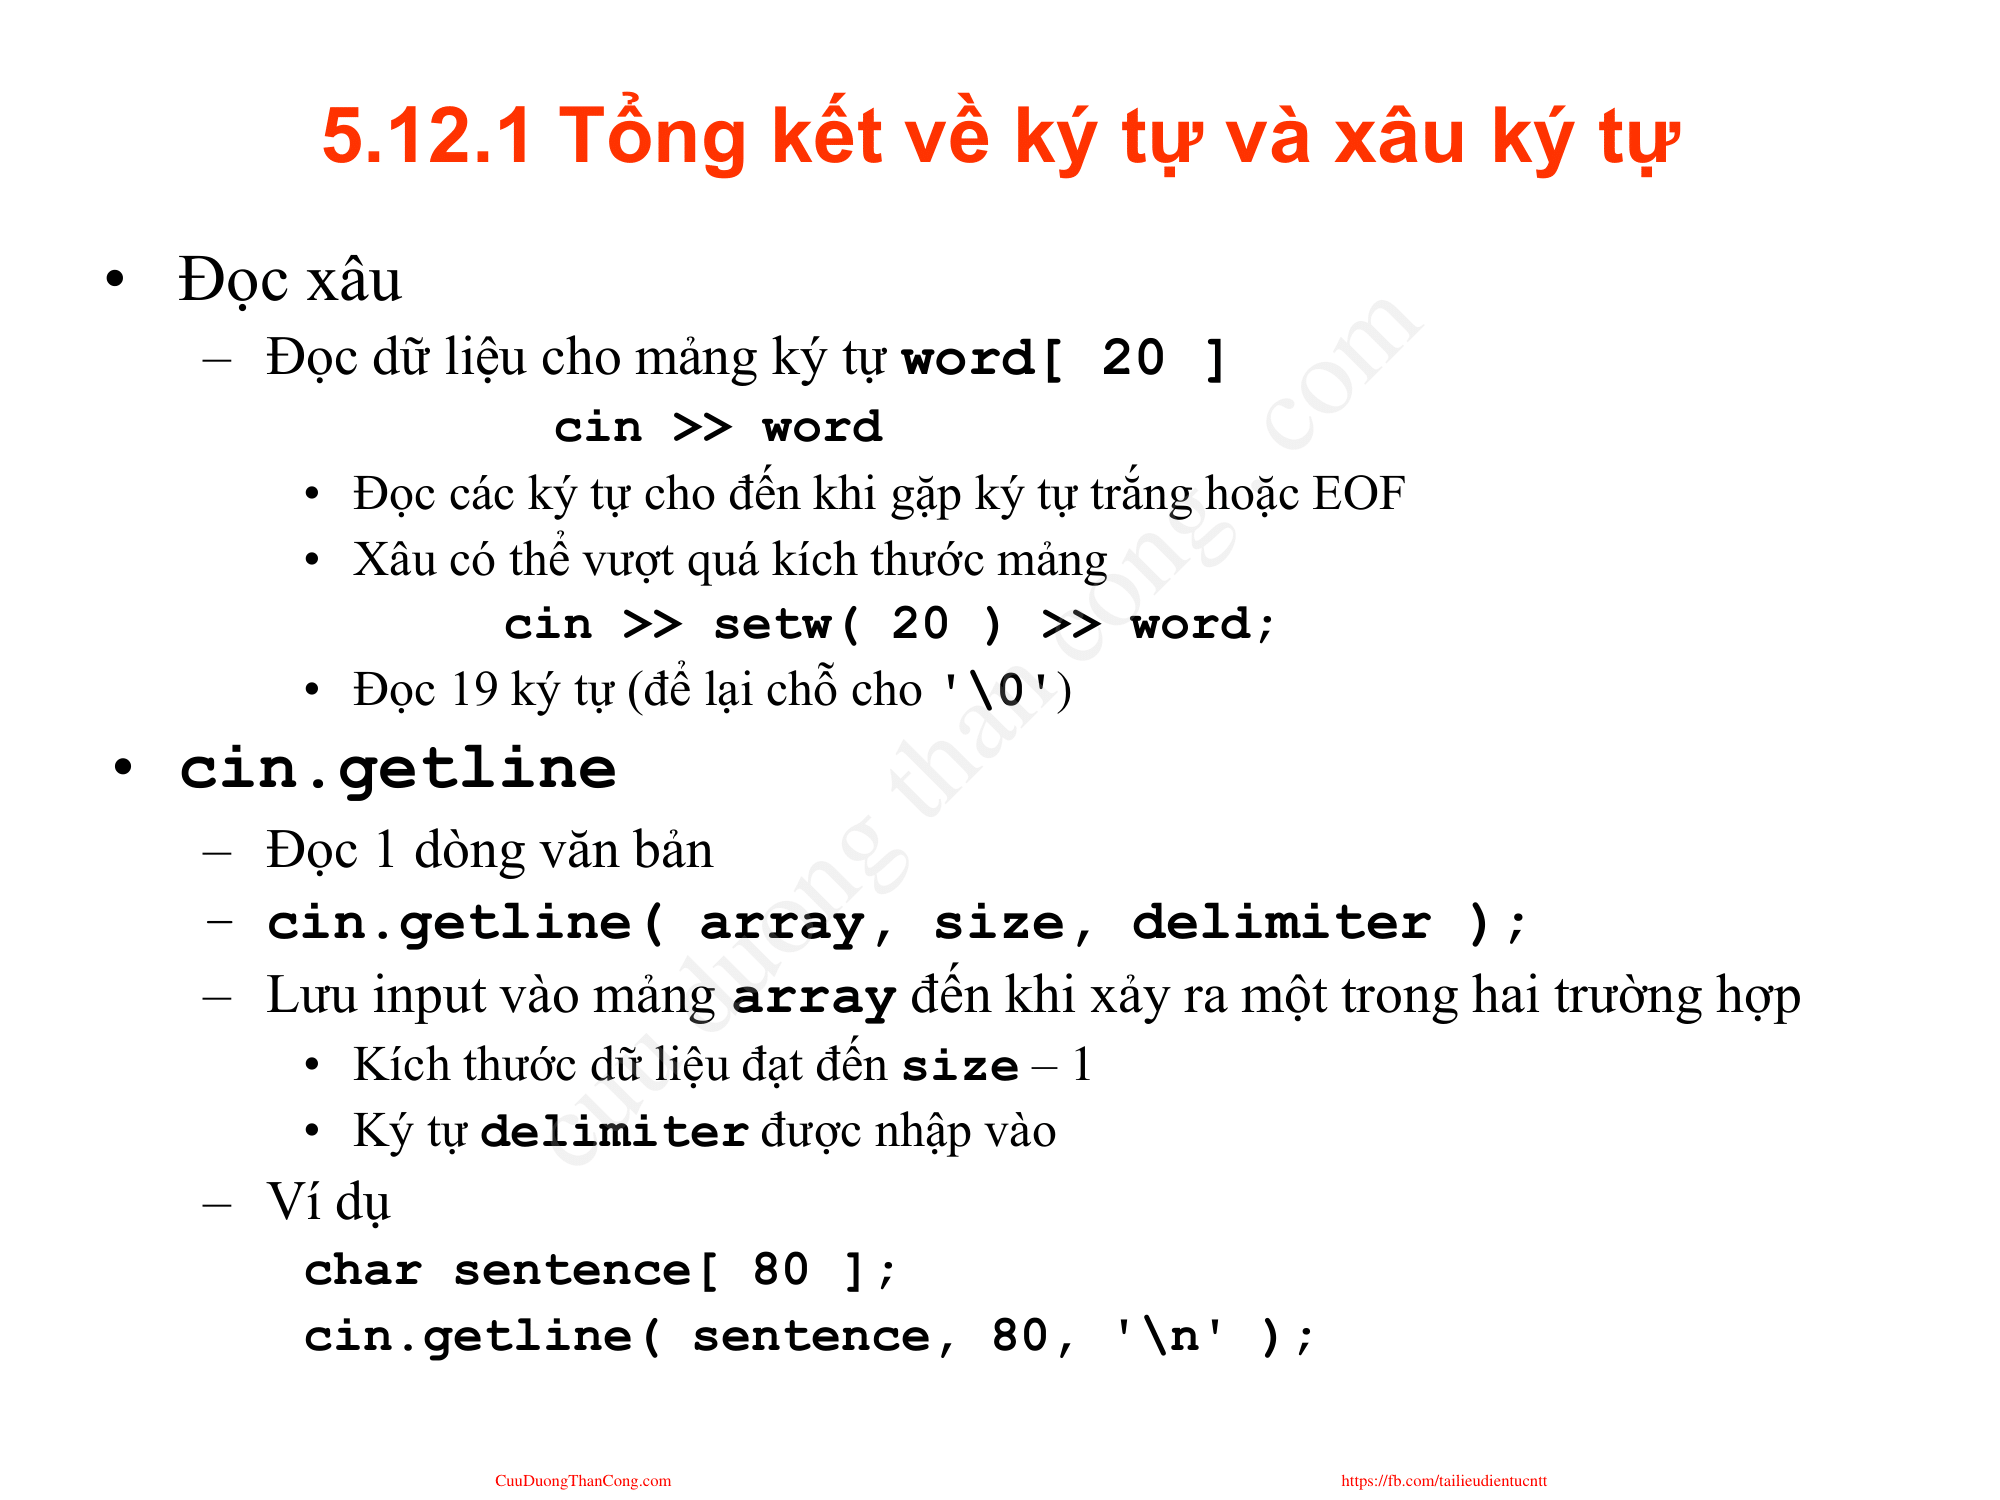 5.12.1 Tổng kết về ký tự và xâu ký tự
• Đọc xâu
– Đọc dữ liệu cho mảng ký tự word[ 20 ]
cin >> word
• Đọc các ký tự cho đến khi gặp ký tự trắng hoặc EOF
• Xâu có thể vượt quá kích thước mảng
cin >> setw( 20 ) >> word;
• Đọc 19 ký tự (để lại chỗ cho '\0')
• cin.getline
– Đọc 1 dòng văn bản
– cin.getline( array, size, delimiter );
– Lưu input vào mảng array đến khi xảy ra một trong hai trường hợp
• Kích thước dữ liệu đạt đến size – 1
• Ký tự delimiter được nhập vào
– Ví dụ
char sentence[ 80 ];
cin.getline( sentence, 80, '\n' );
cuu duong than cong . com
CuuDuongThanCong.com
https://fb.com/tailieudientucntt